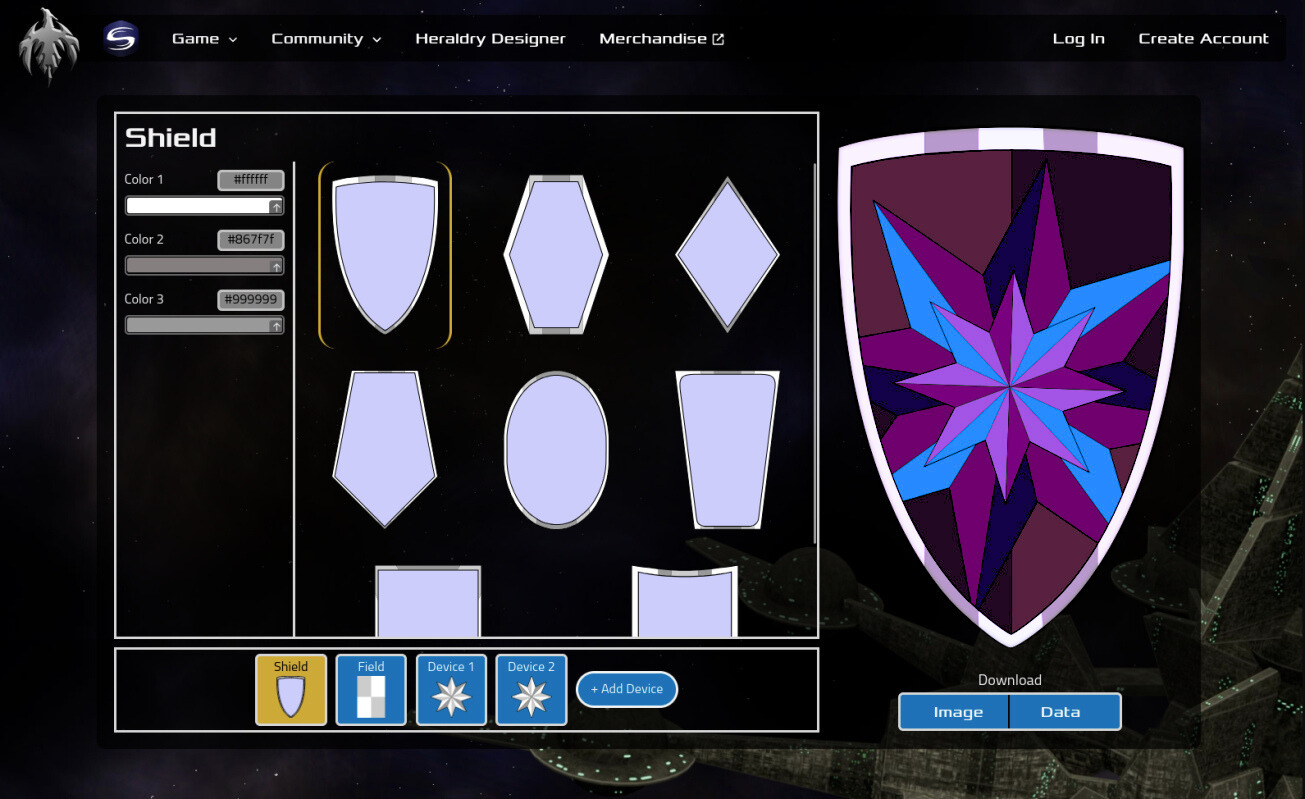 Game Community Heraldry Designer Merchandise Log In Create Account
Shield
Color 1 #ffffff
Color 2 #867f7f
Color 3 #999999
Shield Field Device 1 Device 2 + Add Device
Download
Image Data